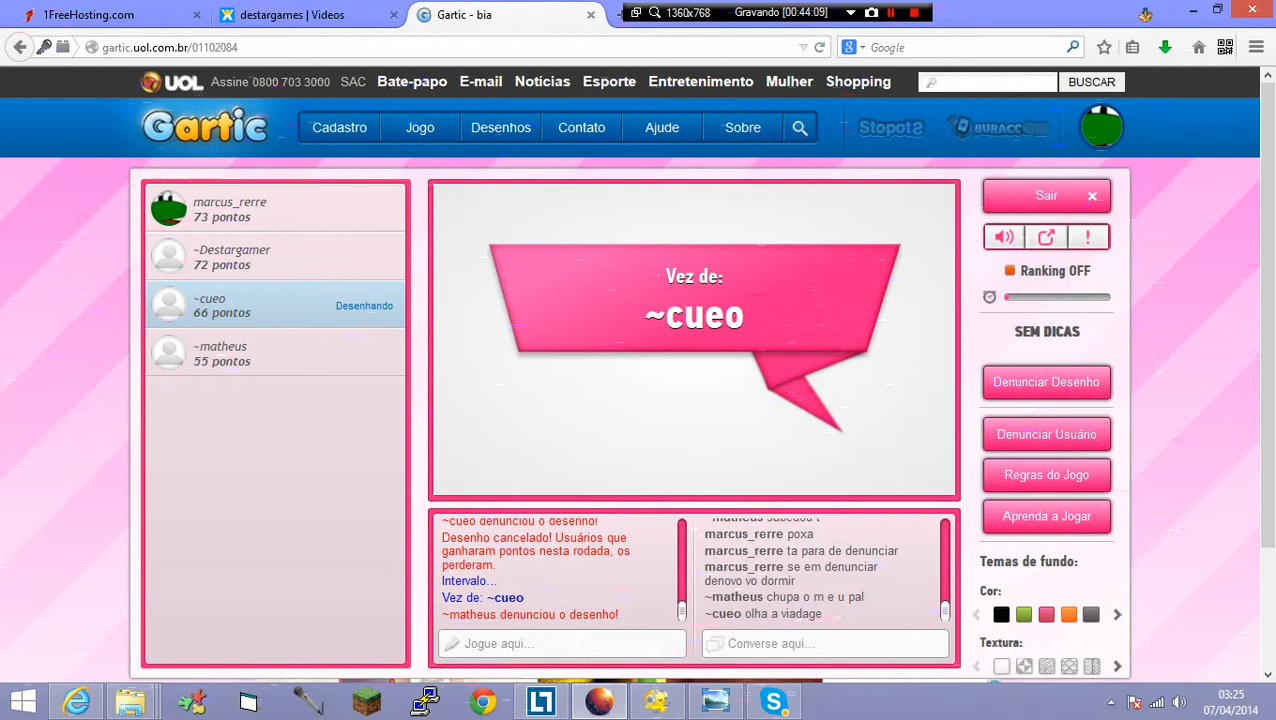 1FreeHosting.com
destargames | Videos
Gartic - bia
1360x768
Gravando [00:44:09]
gartic.uol.com.br/01102084
Google
UOL
Assine 0800 703 3000
SAC
Bate-papo
E-mail
Notícias
Esporte
Entretenimento
Mulher
Shopping
BUSCAR
Gartic
Cadastro
Jogo
Desenhos
Contato
Ajude
Sobre
StopotS
marcus_rerre
73 pontos
~Destargamer
72 pontos
~cueo
66 pontos
Desenhando
~matheus
55 pontos
Vez de:
~cueo
Sair
Ranking OFF
SEM DICAS
Denunciar Desenho
Denunciar Usuário
Regras do Jogo
Aprenda a Jogar
Temas de fundo:
Cor:
Textura:
~cueo denunciou o desenho!
Desenho cancelado! Usuários que
ganharam pontos nesta rodada, os
perderam.
Intervalo...
Vez de: ~cueo
~matheus denunciou o desenho!
Jogue aqui...
marcus_rerre poxa
marcus_rerre ta para de denunciar
marcus_rerre se em denunciar
denovo vo dormir
~matheus chupa o m e u pal
~cueo olha a viadage
Converse aqui...
03:25
07/04/2014